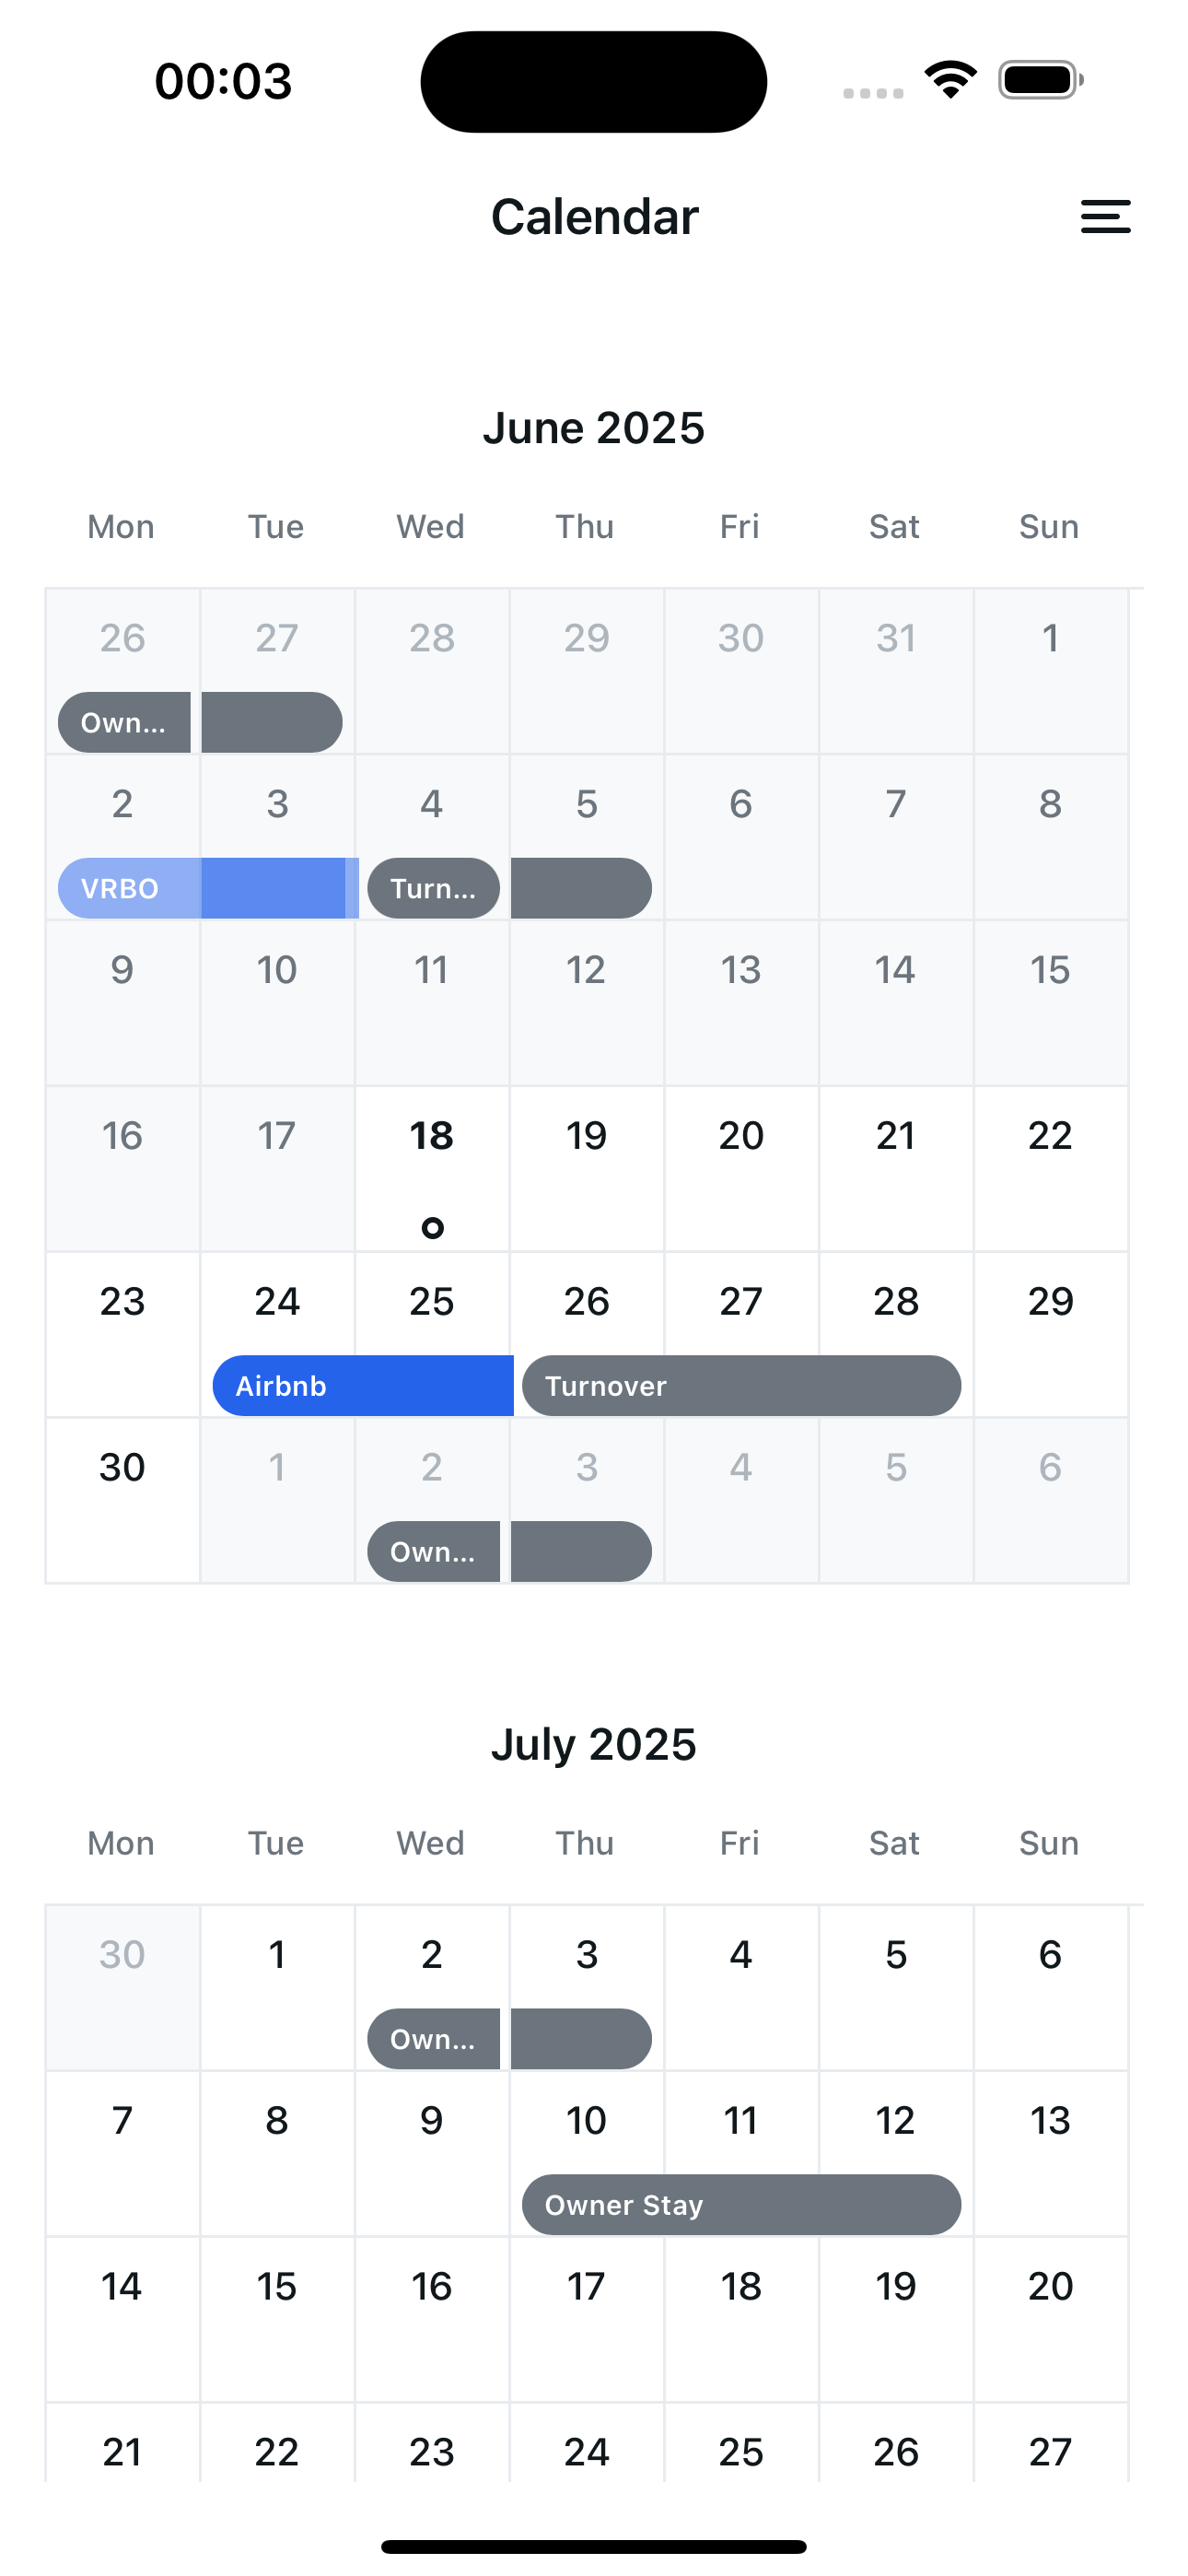 00:03
Calendar
June 2025
Mon Tue Wed Thu Fri Sat Sun
26 27 28 29 30 31 1
Own...
2 3 4 5 6 7 8
VRBO Turn...
9 10 11 12 13 14 15
16 17 18 19 20 21 22
23 24 25 26 27 28 29
Airbnb Turnover
30 1 2 3 4 5 6
Own...
July 2025
Mon Tue Wed Thu Fri Sat Sun
30 1 2 3 4 5 6
Own...
7 8 9 10 11 12 13
Owner Stay
14 15 16 17 18 19 20
21 22 23 24 25 26 27